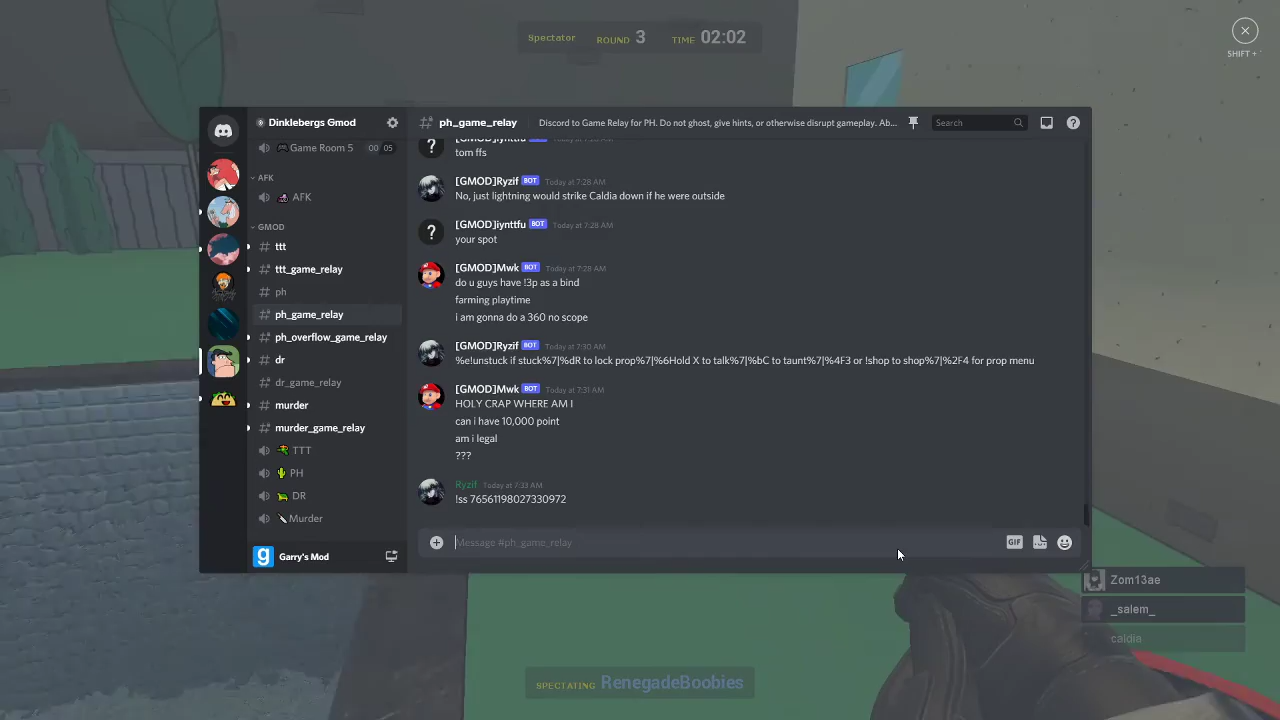 Spectator ROUND 3 TIME 02:02
SHIFT + `
Dinklebergs Gmod
ph_game_relay
Discord to Game Relay for PH. Do not ghost, give hints, or otherwise disrupt gameplay. Ab...
Search
Game Room 5 00 05
AFK
AFK
GMOD
ttt
ttt_game_relay
ph
ph_game_relay
ph_overflow_game_relay
dr
dr_game_relay
murder
murder_game_relay
TTT
PH
DR
Murder
Garry's Mod
tom ffs
[GMOD]Ryzif BOT Today at 7:28 AM
No, just lightning would strike Caldia down if he were outside
[GMOD]iynttfu BOT Today at 7:28 AM
your spot
[GMOD]Mwk BOT Today at 7:28 AM
do u guys have !3p as a bind
farming playtime
i am gonna do a 360 no scope
[GMOD]Ryzif BOT Today at 7:30 AM
%e!unstuck if stuck%7|%dR to lock prop%7|%6Hold X to talk%7|%bC to taunt%7|%4F3 or !shop to shop%7|%2F4 for prop menu
[GMOD]Mwk BOT Today at 7:31 AM
HOLY CRAP WHERE AM I
can i have 10,000 point
am i legal
???
Ryzif Today at 7:33 AM
!ss 76561198027330972
Message #ph_game_relay
GIF
Zom13ae
_salem_
caldia
SPECTATING RenegadeBoobies